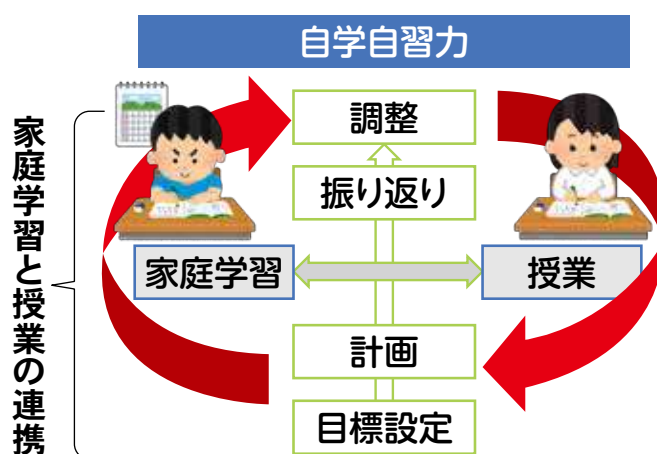 自学自習力
調整
振り返り
家庭学習
授業
計画
目標設定
家庭学習と授業の連携